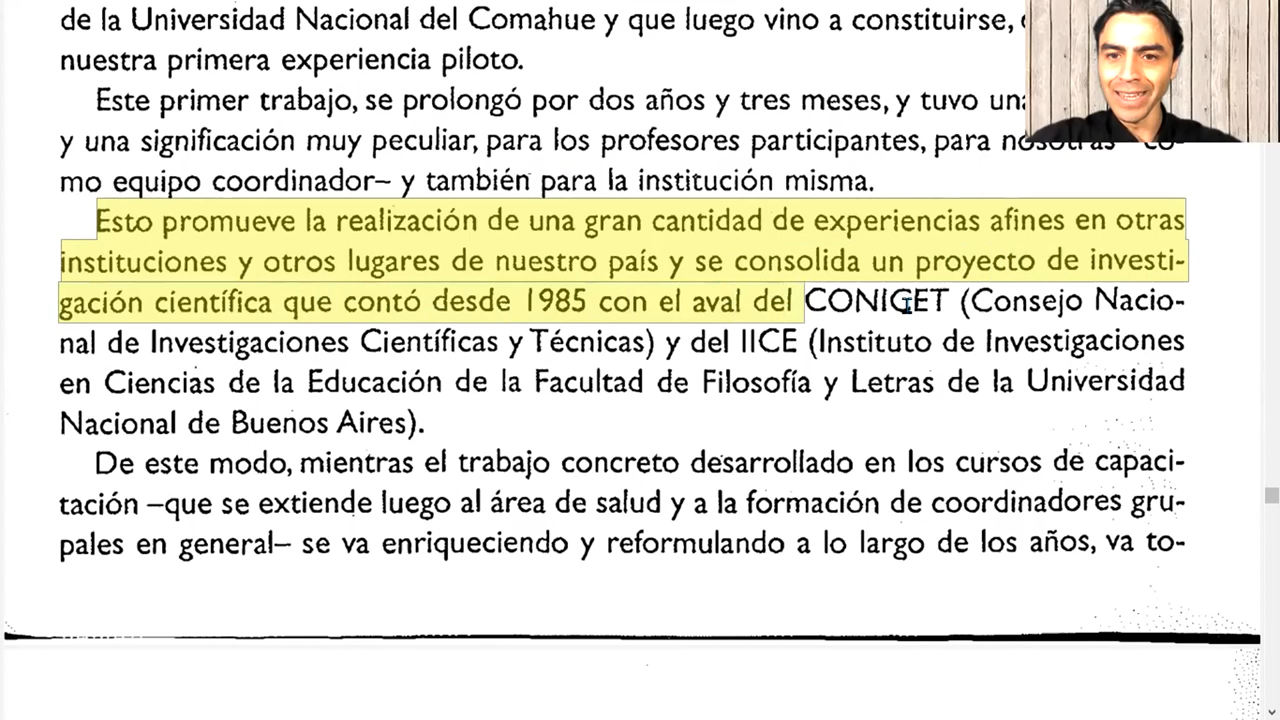 de la Universidad Nacional del Comahue y que luego vino a constituirse,
nuestra primera experiencia piloto.
Este primer trabajo, se prolongó por dos años y tres meses, y tuvo una
y una significación muy peculiar, para los profesores participantes, para nosotras – co-
mo equipo coordinador– y también para la institución misma.
Esto promueve la realización de una gran cantidad de experiencias afines en otras
instituciones y otros lugares de nuestro país y se consolida un proyecto de investi-
gación científica que contó desde 1985 con el aval del CONIGET (Consejo Nacio-
nal de Investigaciones Científicas y Técnicas) y del IICE (Instituto de Investigaciones
en Ciencias de la Educación de la Facultad de Filosofía y Letras de la Universidad
Nacional de Buenos Aires).
De este modo, mientras el trabajo concreto desarrollado en los cursos de capaci-
tación –que se extiende luego al área de salud y a la formación de coordinadores gru-
pales en general– se va enriqueciendo y reformulando a lo largo de los años, va to-